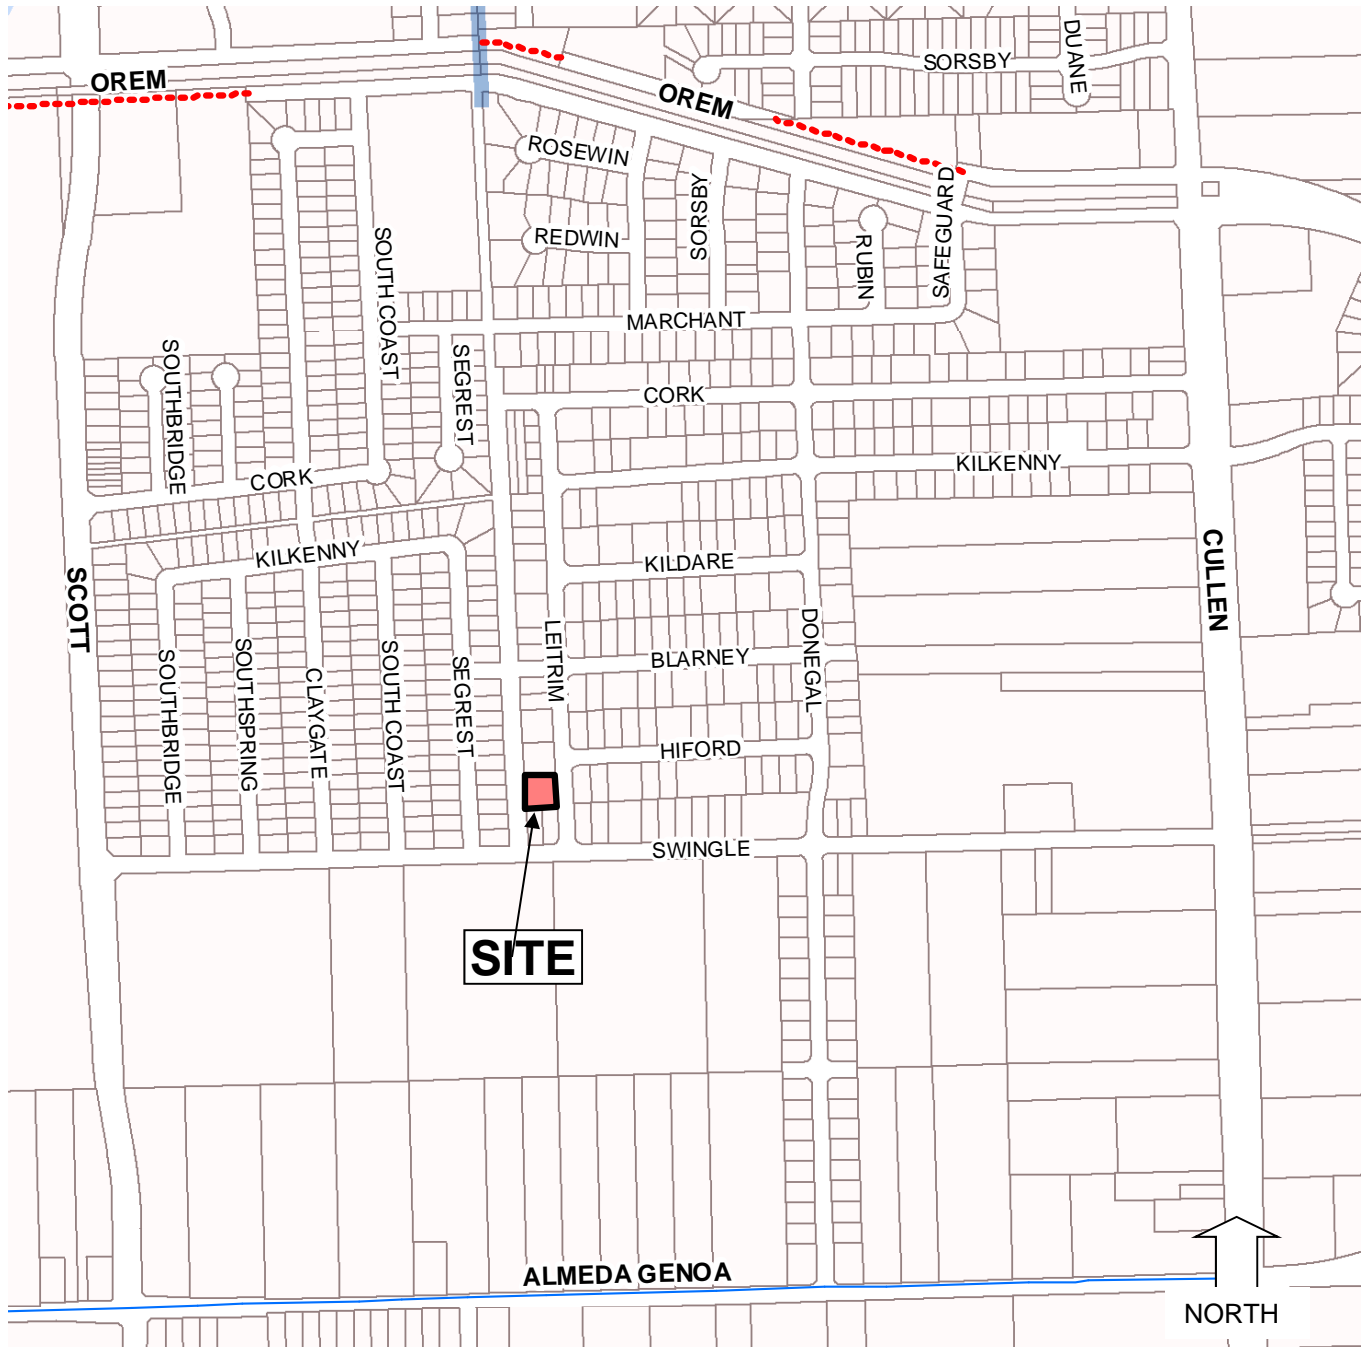 DUANE
SORSBY
OREM
OREM
ROSEWIN
SAFEGUARD
SORSBY
REDWIN
SOUTH COAST
RUBIN
MARCHANT
SOUTHBRIDGE
SEGREST
CORK
KILKENNY
CORK
CULLEN
KILKENNY
KILDARE
SCOTT
DONEGAL
LEITRIM
BLARNEY
SOUTHBRIDGE
SOUTHSPRING
CLAYGATE
SOUTH COAST
SEGREST
HIFORD
SWINGLE
SITE
ALMEDA GENOA
NORTH